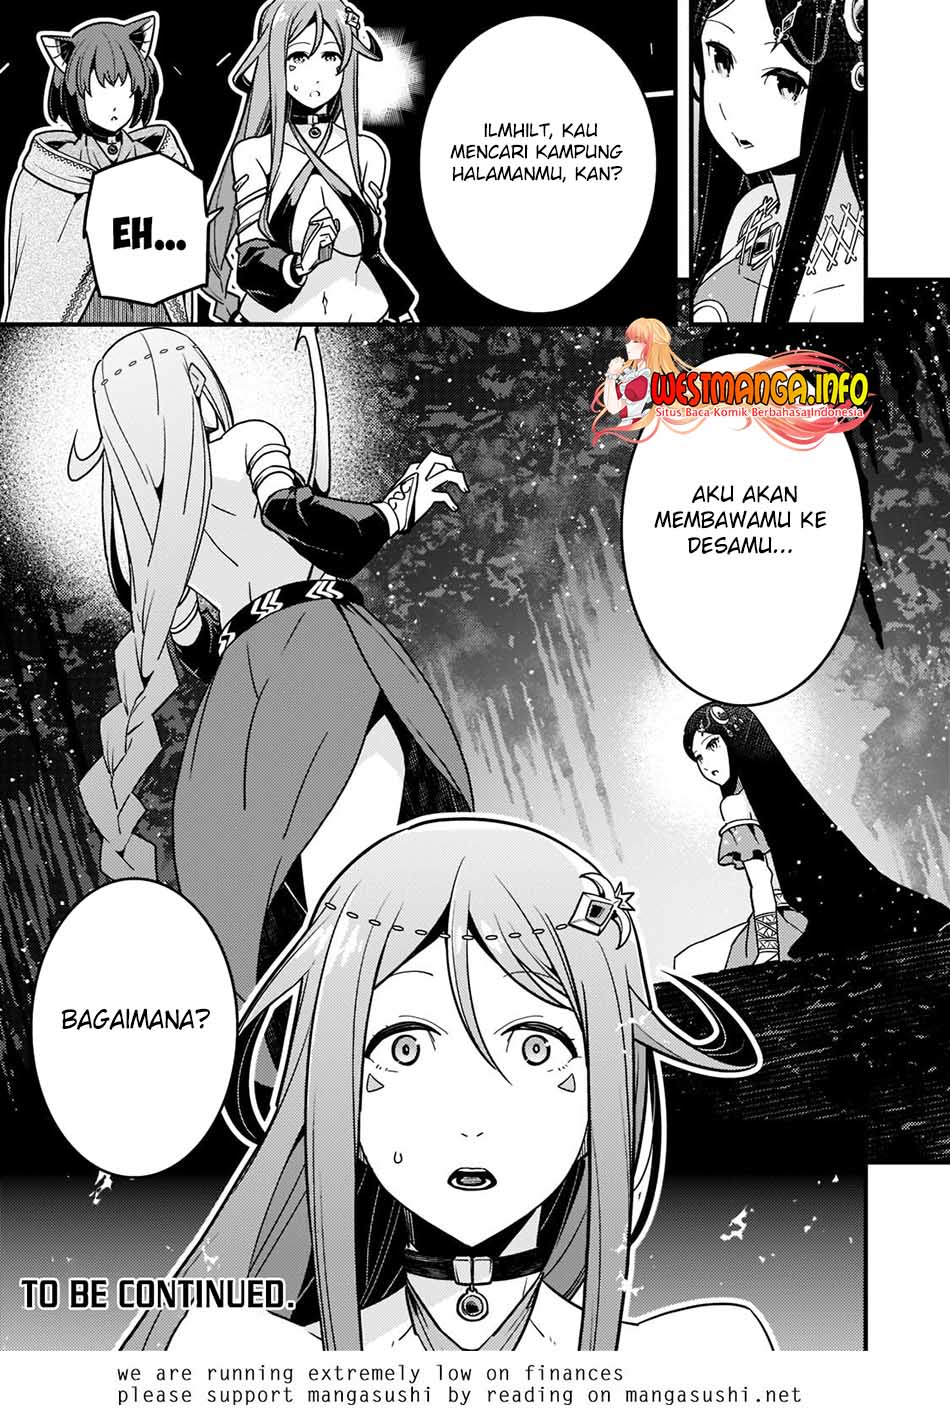 ILMHILT, KAU
MENCARI KAMPUNG
HALAMANMU, KAN?
EH...
WESTMANGA.INFO
Situs Baca Komik Berbahasa Indonesia
AKU AKAN
MEMBAWAMU KE
DESAMU...
BAGAIMANA?
TO BE CONTINUED.
we are running extremely low on finances
please support mangasushi by reading on mangasushi.net